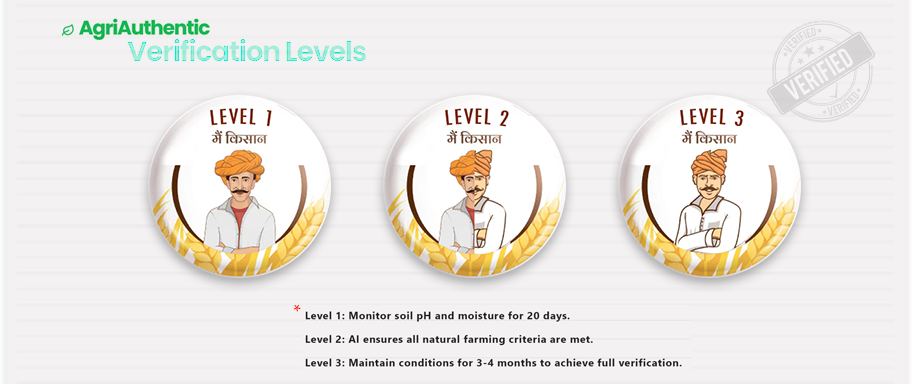 AgriAuthentic
Verification Levels
VERIFIED
VERIFIED
VERIFIED
LEVEL 1
मैं किसान
LEVEL 2
मैं किसान
LEVEL 3
मैं किसान
* Level 1: Monitor soil pH and moisture for 20 days.
Level 2: AI ensures all natural farming criteria are met.
Level 3: Maintain conditions for 3-4 months to achieve full verification.